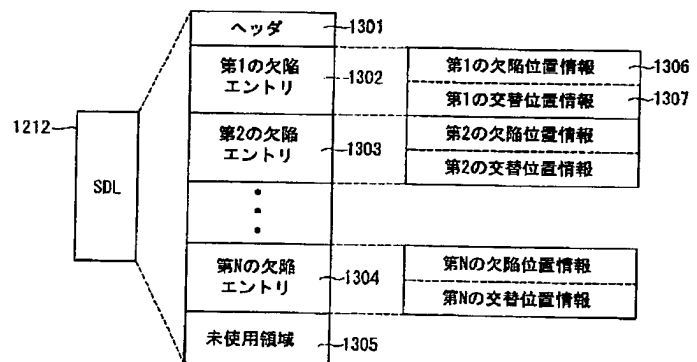 ヘッダ
1301
第1の欠陥
エントリ
1302
第1の欠陥位置情報
1306
第1の交替位置情報
1307
1212
SDL
第2の欠陥
エントリ
1303
第2の欠陥位置情報
第2の交替位置情報
第Nの欠陥
エントリ
1304
第Nの欠陥位置情報
第Nの交替位置情報
未使用領域
1305